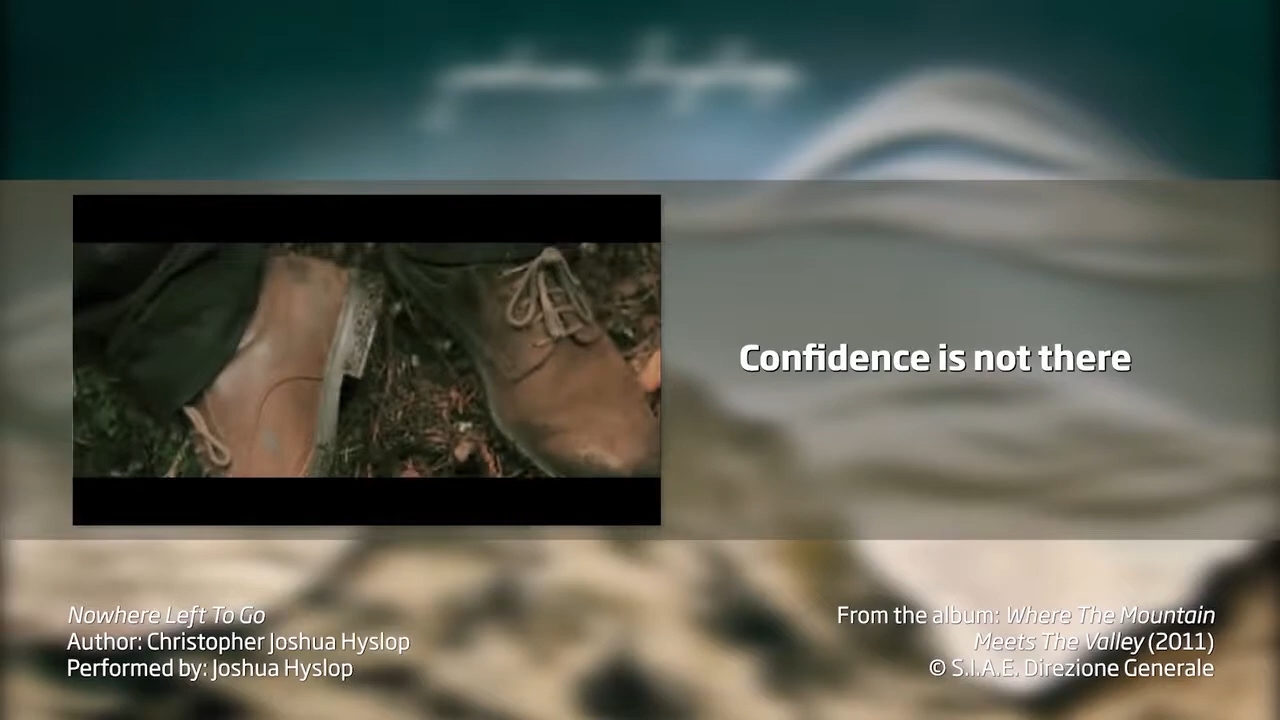 Confidence is not there
Nowhere Left To Go
Author: Christopher Joshua Hyslop
Performed by: Joshua Hyslop
From the album: Where The Mountain
Meets The Valley (2011)
© S.I.A.E. Direzione Generale